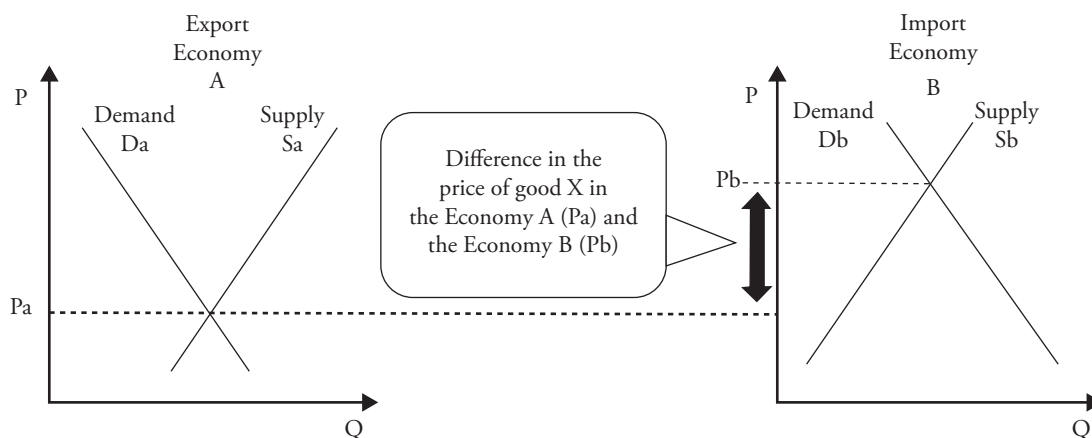 Export
Economy
A
P
Demand
Da
Supply
Sa
Pa
Q
Difference in the
price of good X in
the Economy A (Pa) and
the Economy B (Pb)
Import
Economy
B
P
Demand
Db
Supply
Sb
Pb
Q